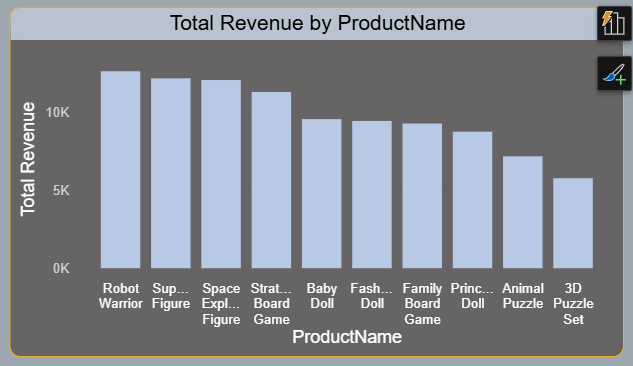 Total Revenue by ProductName
Total Revenue
10K
5K
0K
Robot
Warrior
Sup...
Figure
Space
Expl...
Figure
Strat...
Board
Game
Baby
Doll
Fash...
Doll
Family
Board
Game
Princ...
Doll
Animal
Puzzle
3D
Puzzle
Set
ProductName